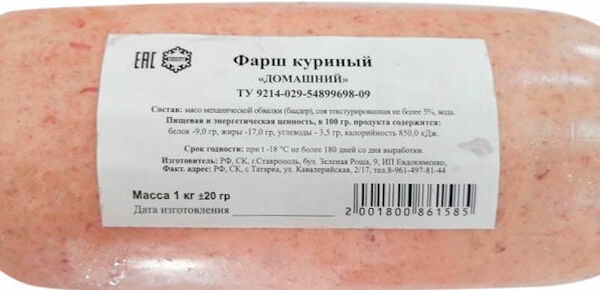 ЕАС
Фарш куриный
«ДОМАШНИЙ»
ТУ 9214-029-54899698-09
Состав: мясо механической обвалки (баадер), соя текстурированная не более 5%, вода.
Пищевая и энергетическая ценность, в 100 гр. продукта содержится:
белок -9,0 гр, жиры -17,0 гр, углеводы - 3,5 гр, калорийность 850,0 кДж.
Срок годности: при t -18 °С не более 180 дней со дня выработки.
Изготовитель: РФ, СК, г.Ставрополь, бул. Зеленая Роща, 9, ИП Евдокименко,
Факт. адрес: РФ, СК, с Татарка, ул. Кавалерийская, 2/17, тел.8-961-497-81-44
Масса 1 кг ±20 гр
Дата изготовления
2 001800 861585